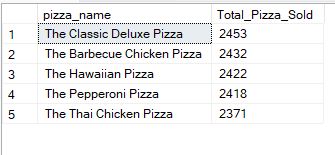 pizza_name Total_Pizza_Sold
1 The Classic Deluxe Pizza 2453
2 The Barbecue Chicken Pizza 2432
3 The Hawaiian Pizza 2422
4 The Pepperoni Pizza 2418
5 The Thai Chicken Pizza 2371